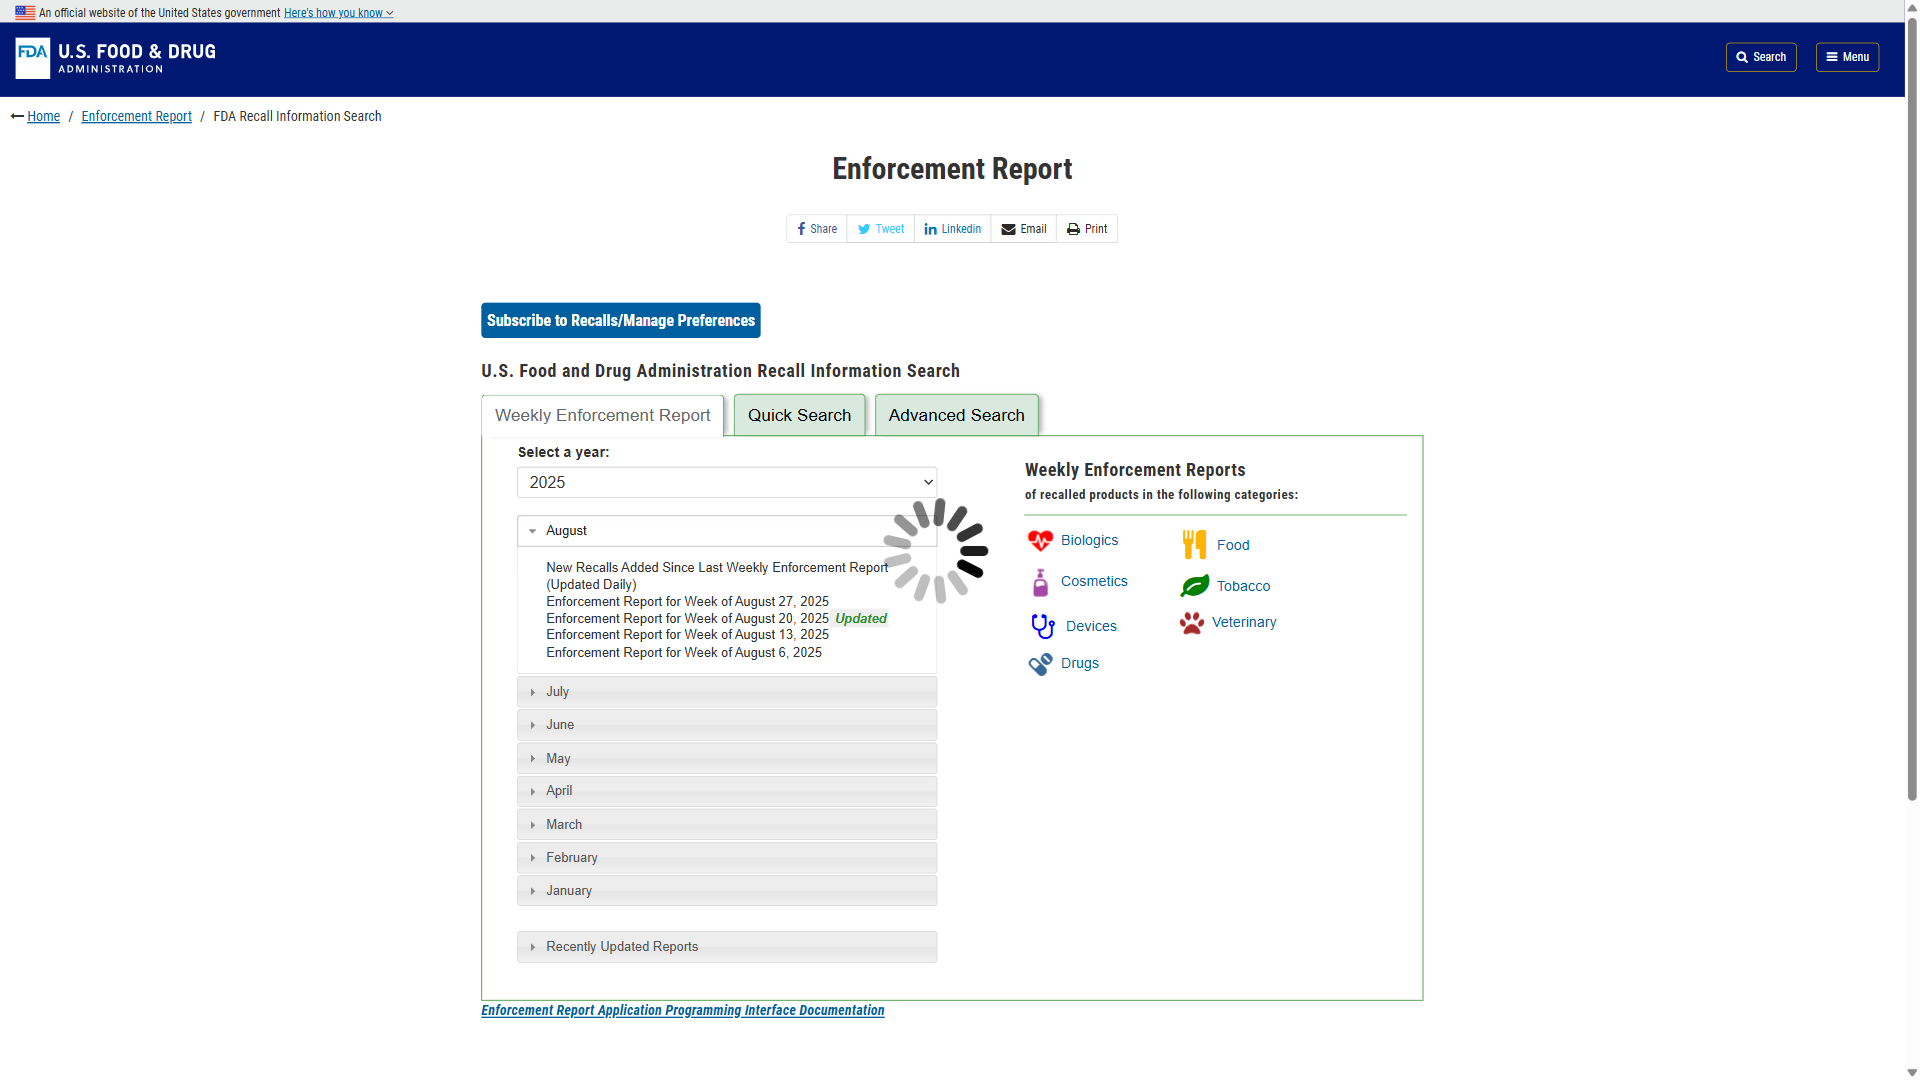 An official website of the United States government Here's how you know
FDA U.S. FOOD & DRUG
ADMINISTRATION
Search
Menu
Home / Enforcement Report / FDA Recall Information Search
Enforcement Report
Share Tweet Linkedin Email Print
Subscribe to Recalls/Manage Preferences
U.S. Food and Drug Administration Recall Information Search
Weekly Enforcement Report Quick Search Advanced Search
Select a year:
2025
August
New Recalls Added Since Last Weekly Enforcement Report
(Updated Daily)
Enforcement Report for Week of August 27, 2025
Enforcement Report for Week of August 20, 2025 Updated
Enforcement Report for Week of August 13, 2025
Enforcement Report for Week of August 6, 2025
July
June
May
April
March
February
January
Recently Updated Reports
Weekly Enforcement Reports
of recalled products in the following categories:
Biologics
Food
Cosmetics
Tobacco
Devices
Veterinary
Drugs
Enforcement Report Application Programming Interface Documentation